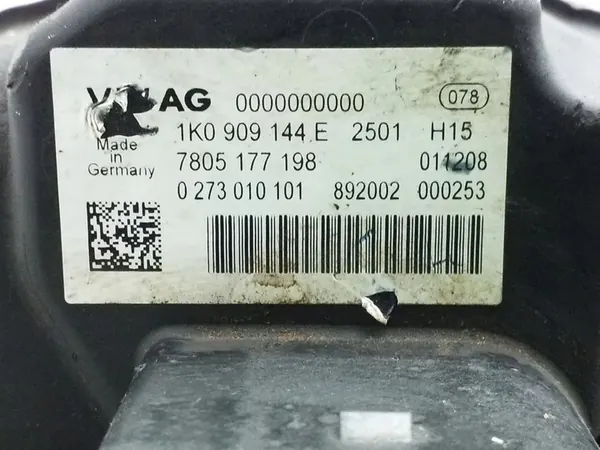 AG 0000000000 078
1K0 909 144 E 2501 H15
Made in Germany
7805 177 198 011208
0 273 010 101 892002 000253